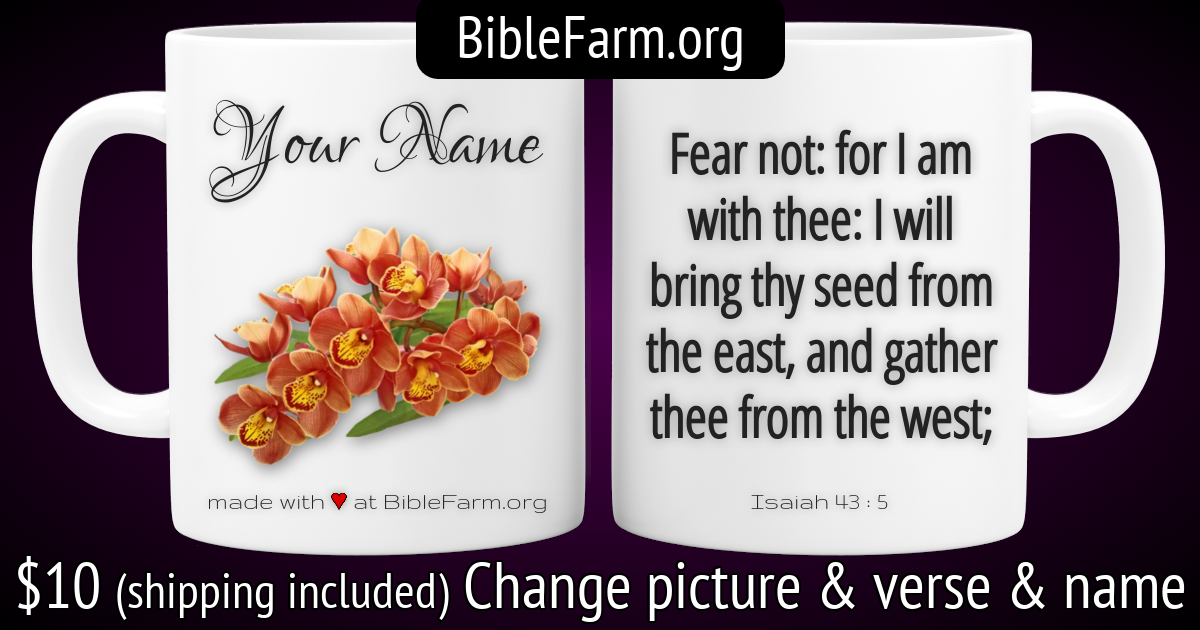 BibleFarm.org
Your Name
made with ♥ at BibleFarm.org
Fear not: for I am
with thee: I will
bring thy seed from
the east, and gather
thee from the west;
Isaiah 43 : 5
$10 (shipping included) Change picture & verse & name